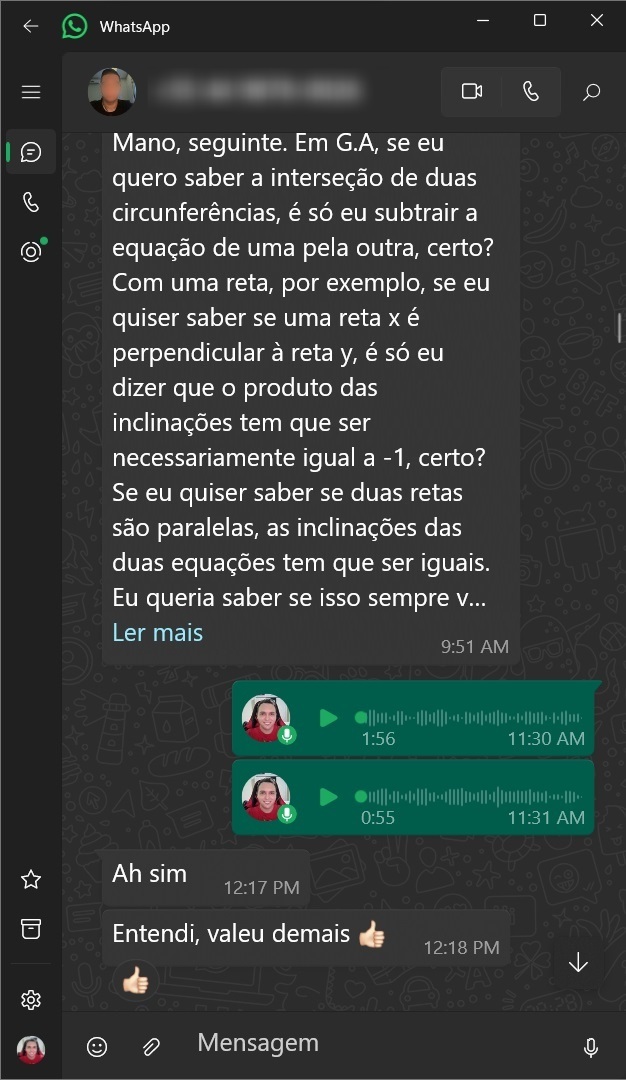 WhatsApp
Mano, seguinte. Em G.A, se eu
quero saber a interseção de duas
circunferências, é só eu subtrair a
equação de uma pela outra, certo?
Com uma reta, por exemplo, se eu
quiser saber se uma reta x é
perpendicular à reta y, é só eu
dizer que o produto das
inclinações tem que ser
necessariamente igual a -1, certo?
Se eu quiser saber se duas retas
são paralelas, as inclinações das
duas equações tem que ser iguais.
Eu queria saber se isso sempre v...
Ler mais
9:51 AM
1:56 11:30 AM
0:55 11:31 AM
Ah sim 12:17 PM
Entendi, valeu demais 👍🏻 12:18 PM
👍🏻
Mensagem